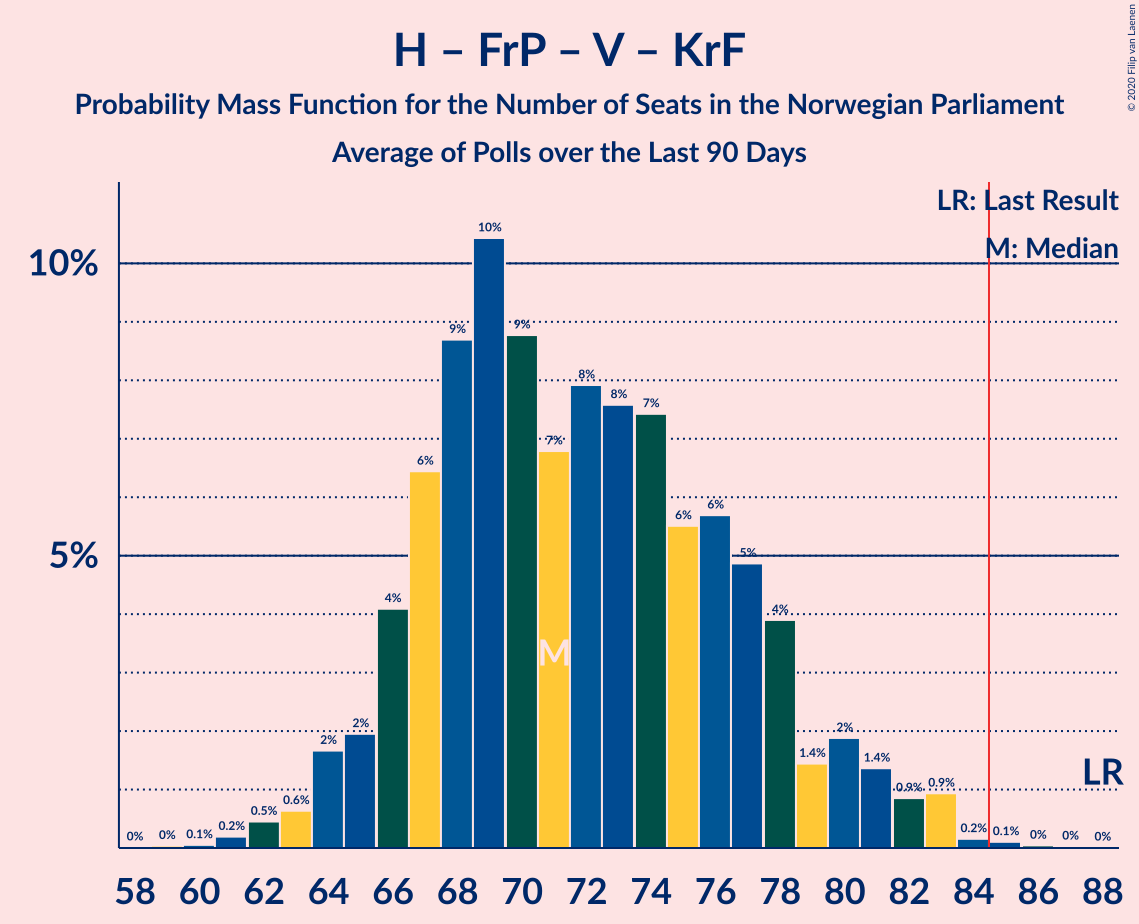 H – FrP – V – KrF
Probability Mass Function for the Number of Seats in the Norwegian Parliament
Average of Polls over the Last 90 Days
© 2020 Filip van Laenen
LR: Last Result
M: Median
10%
5%
0% 0% 0.1% 0.2% 0.5% 0.6% 2% 2% 4% 6% 9% 10% 9% 7% 8% 8% 7% 6% 6% 5% 4% 1.4% 2% 1.4% 0.9% 0.9% 0.2% 0.1% 0% 0% 0%
M
LR
58 60 62 64 66 68 70 72 74 76 78 80 82 84 86 88